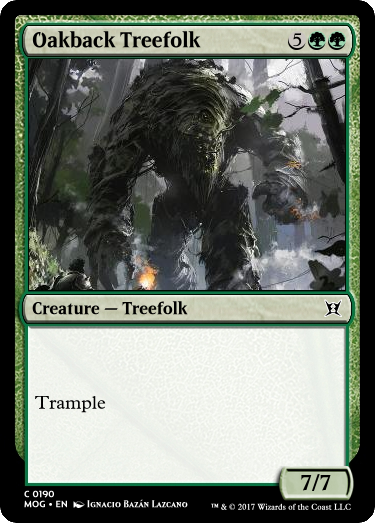 Oakback Treefolk 5
Creature — Treefolk
Trample
7/7
C 0190
MOG • EN Ignacio Bazán Lazcano
™ & © 2017 Wizards of the Coast LLC